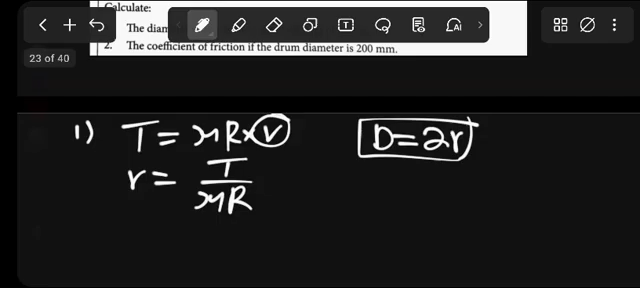 Calculate:
The diam
2. The coefficient of friction if the drum diameter is 200 mm.
23 of 40
1) T = μR × r
D = 2r
r = T / μR